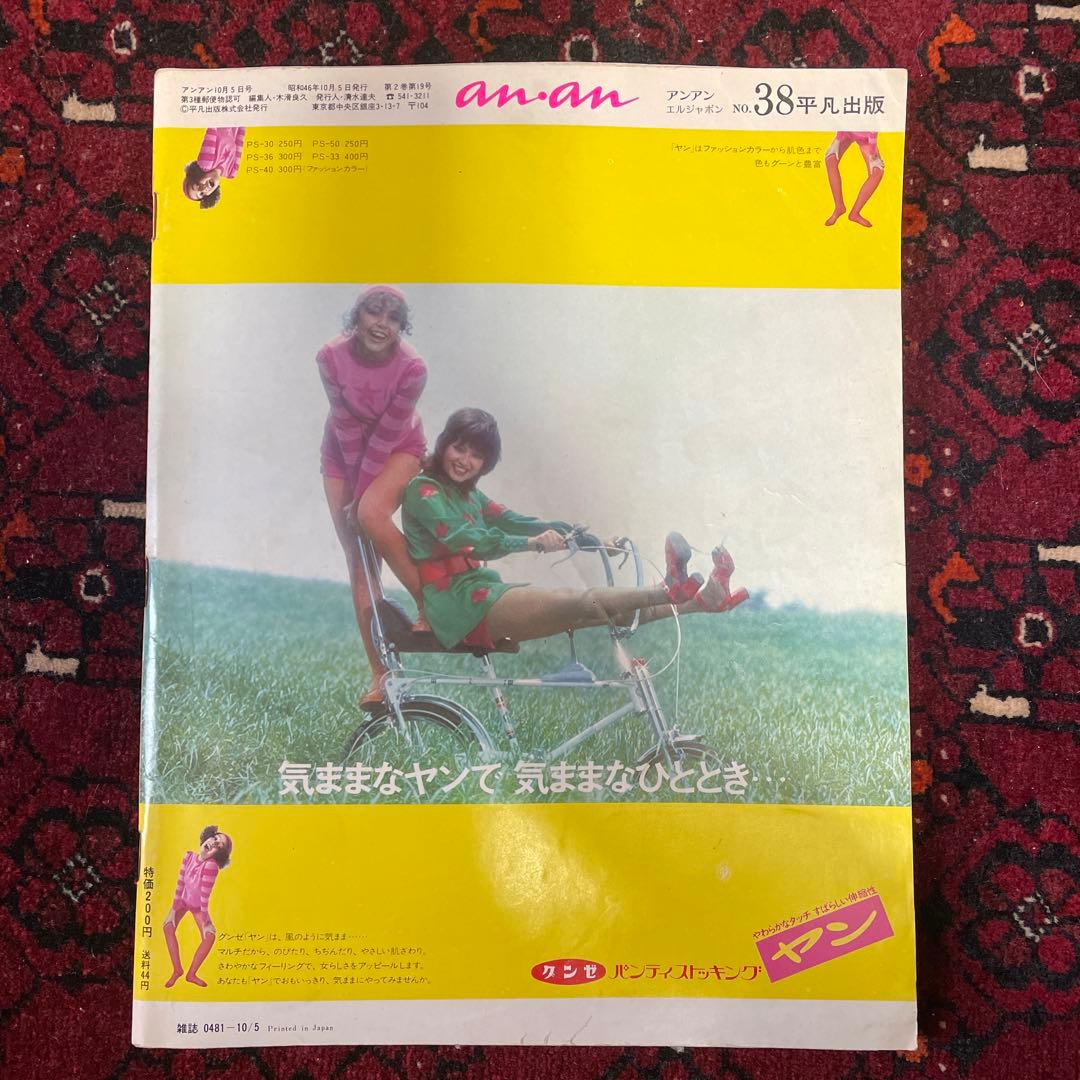 アンアン10月5日号　昭和46年10月5日発行　第2巻第19号
第3種郵便物認可　編集人・木滑良久　発行人・清水達夫　☎541-3211
©平凡出版株式会社発行　東京都中央区銀座3-13-7　〒104
an・an
アンアン
エルジャポン NO.38平凡出版
PS-30 250円　PS-50 250円
PS-36 300円　PS-33 400円
PS-40 300円(ファッションカラー)
「ヤン」はファッションカラーから肌色まで
色もグーンと豊富
気ままなヤンで 気ままなひととき…
特価200円　送料44円
グンゼ「ヤン」は、風のように気まま……
マルチだから、のびたり、ちぢんだり、やさしい肌ざわり。
さわやかなフィーリングで、女らしさをアッピールします。
あなたも「ヤン」でおもいっきり、気ままにやってみませんか。
やわらかなタッチ すばらしい伸縮性
ヤン
グンゼ パンティストッキング
雑誌 0481-10/5 Printed in Japan